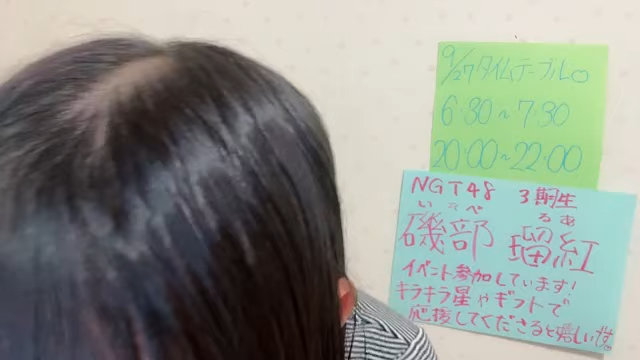 9/27タイムテーブル○
6:30~7:30
20:00~22:00
NGT48 3期生
いそべ るあ
磯部 瑠紅
イベント参加しています!
キラキラ星やギフトで
応援してくださると嬉しいです。